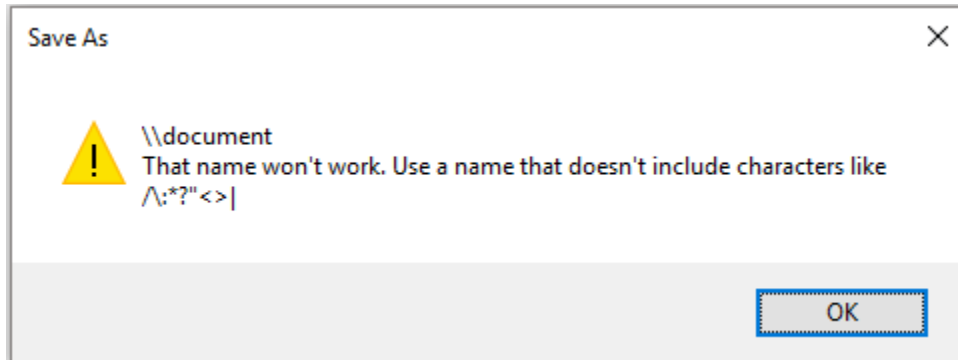 Save As
\\document
That name won't work. Use a name that doesn't include characters like
/\:*?"<>|
OK